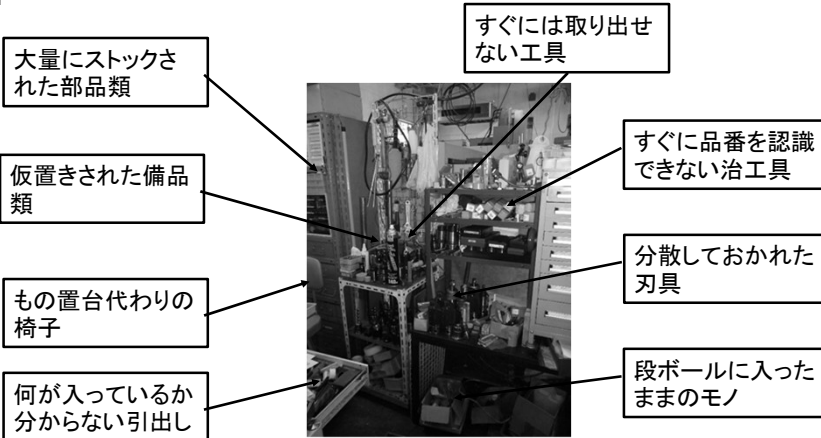 大量にストックさ
れた部品類
仮置きされた備品
類
もの置台代わりの
椅子
何が入っているか
分からない引出し
すぐには取り出せ
ない工具
すぐに品番を認識
できない治工具
分散しておかれた
刃具
段ボールに入った
ままのモノ